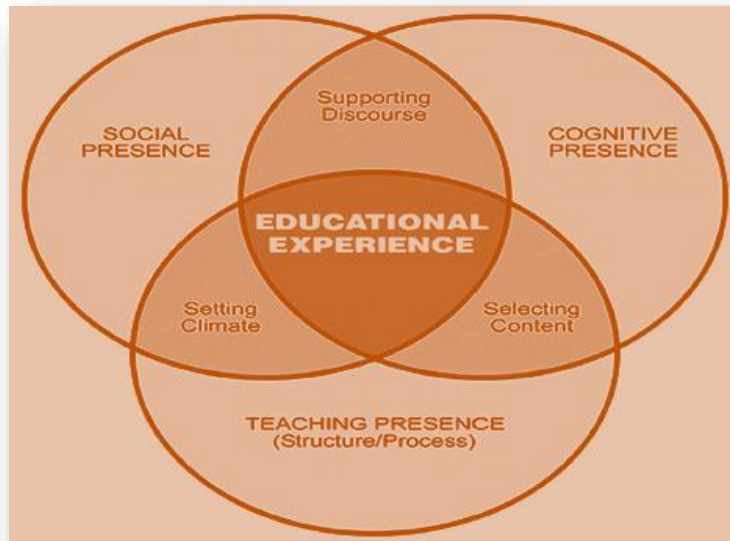 Supporting
Discourse
SOCIAL
PRESENCE
COGNITIVE
PRESENCE
EDUCATIONAL
EXPERIENCE
Setting
Climate
Selecting
Content
TEACHING PRESENCE
(Structure/Process)